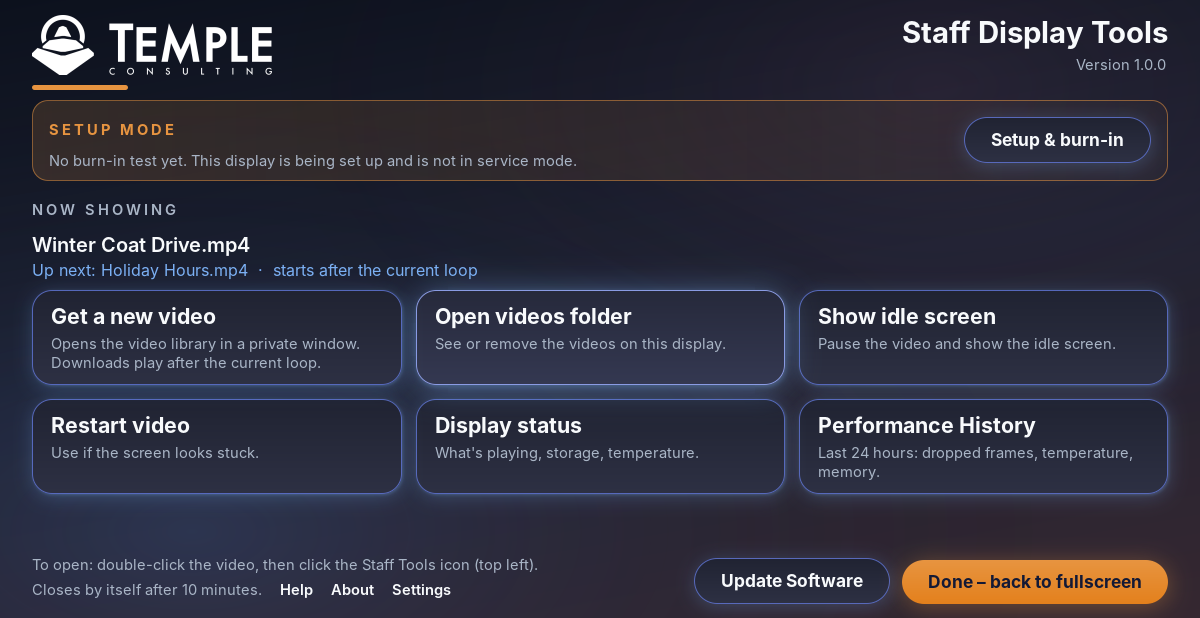 TEMPLE
CONSULTING
Staff Display Tools
Version 1.0.0
SETUP MODE
No burn-in test yet. This display is being set up and is not in service mode.
Setup & burn-in
NOW SHOWING
Winter Coat Drive.mp4
Up next: Holiday Hours.mp4 · starts after the current loop
Get a new video
Opens the video library in a private window.
Downloads play after the current loop.
Open videos folder
See or remove the videos on this display.
Show idle screen
Pause the video and show the idle screen.
Restart video
Use if the screen looks stuck.
Display status
What's playing, storage, temperature.
Performance History
Last 24 hours: dropped frames, temperature,
memory.
To open: double-click the video, then click the Staff Tools icon (top left).
Closes by itself after 10 minutes. Help About Settings
Update Software
Done – back to fullscreen